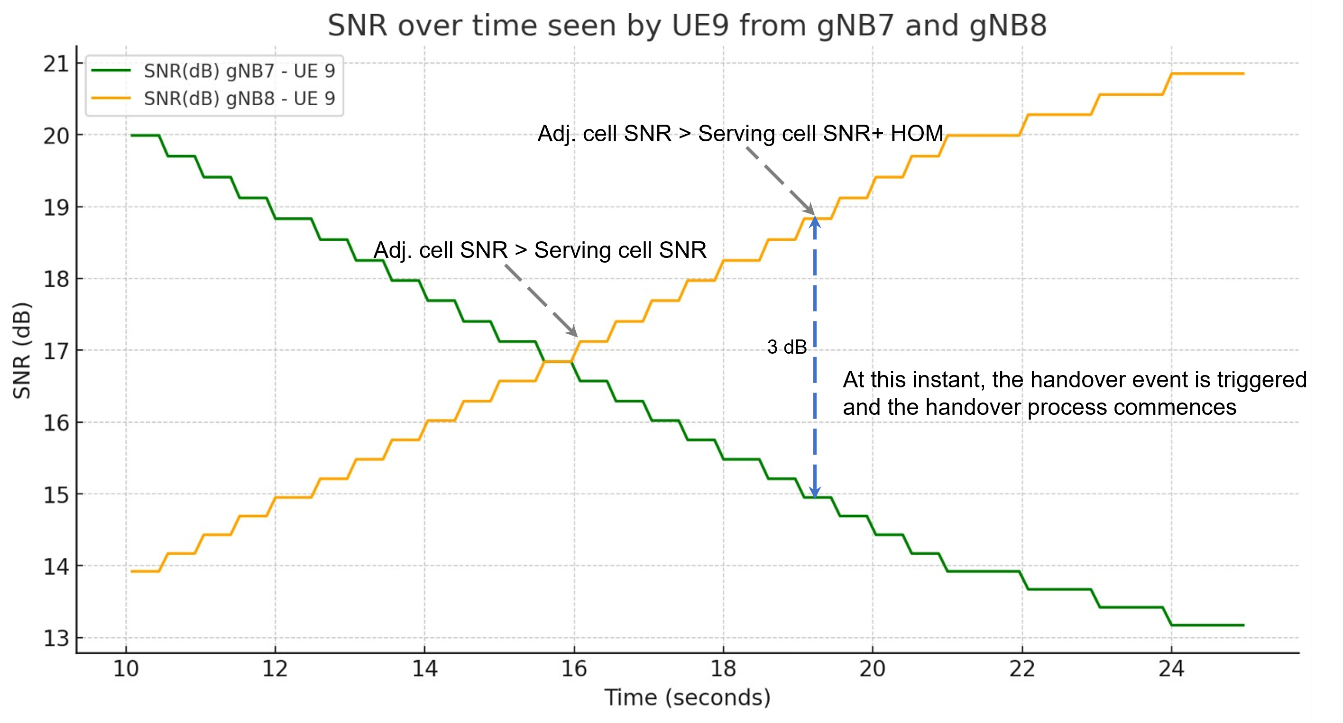 SNR over time seen by UE9 from gNB7 and gNB8
SNR(dB) gNB7 - UE 9
SNR(dB) gNB8 - UE 9
Adj. cell SNR > Serving cell SNR+ HOM
Adj. cell SNR > Serving cell SNR
3 dB
At this instant, the handover event is triggered
and the handover process commences
SNR (dB)
21
20
19
18
17
16
15
14
13
10 12 14 16 18 20 22 24
Time (seconds)